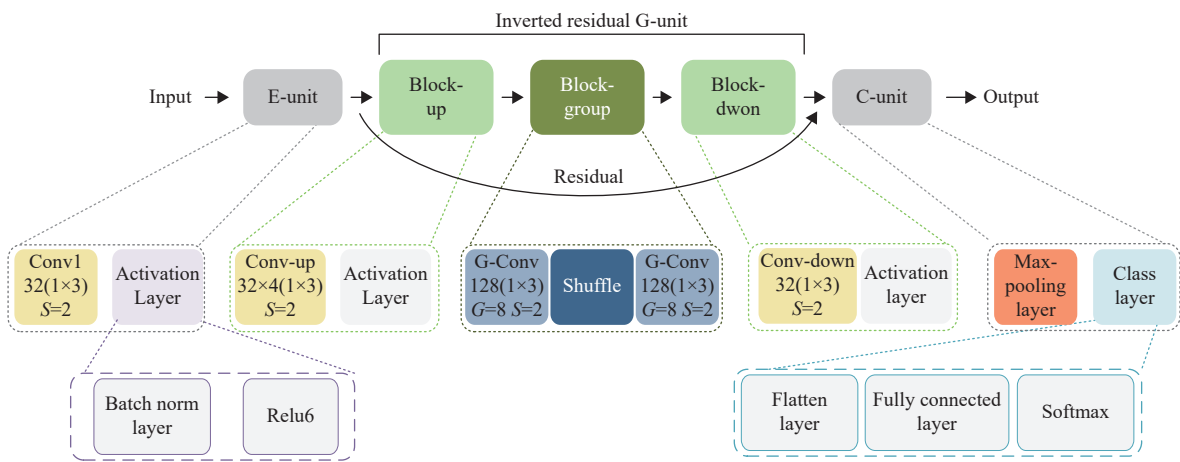 Inverted residual G-unit
Input
E-unit
Block-
up
Block-
group
Block-
dwon
C-unit
Output
Residual
Conv1
32(1×3)
S=2
Activation
Layer
Conv-up
32×4(1×3)
S=2
Activation
Layer
G-Conv
128(1×3)
G=8 S=2
Shuffle
G-Conv
128(1×3)
G=8 S=2
Conv-down
32(1×3)
S=2
Activation
layer
Max-
pooling
layer
Class
layer
Batch norm
layer
Relu6
Flatten
layer
Fully connected
layer
Softmax